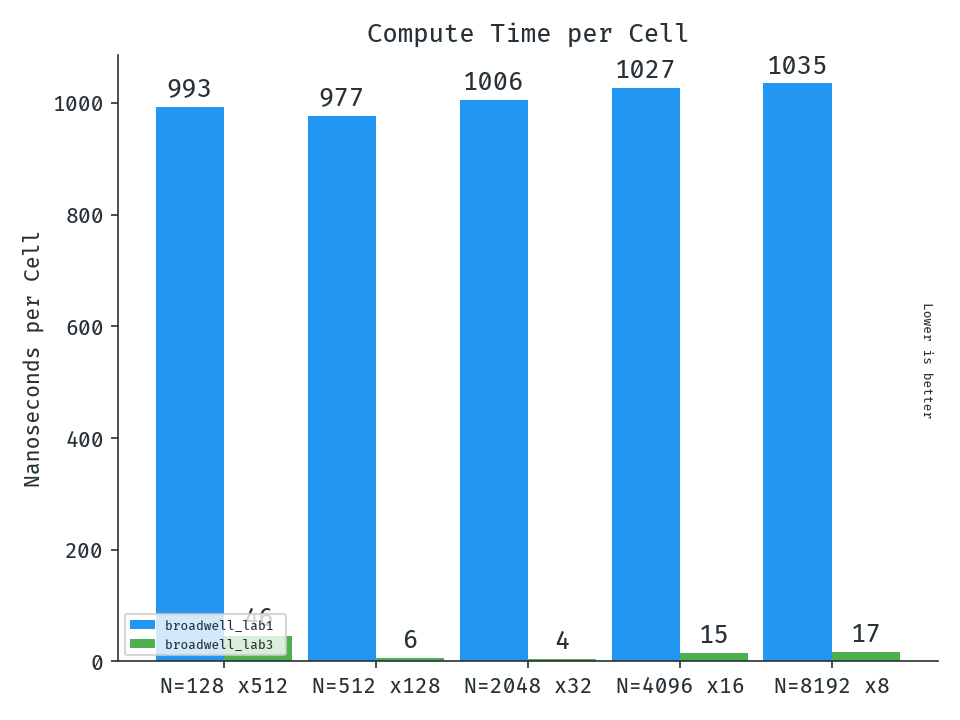 Compute Time per Cell
Nanoseconds per Cell
1000
800
600
400
200
0
993
977
1006
1027
1035
46
6
4
15
17
broadwell_lab1
broadwell_lab3
N=128 x512
N=512 x128
N=2048 x32
N=4096 x16
N=8192 x8
Lower is better